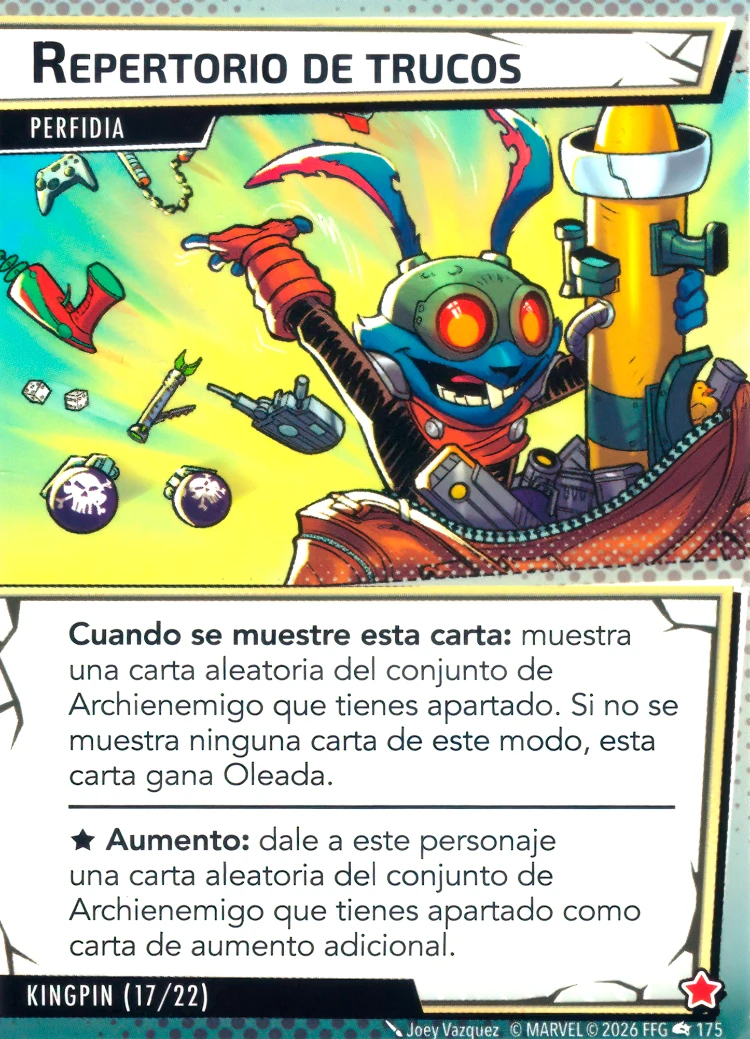 REPERTORIO DE TRUCOS
PERFIDIA
Cuando se muestre esta carta: muestra
una carta aleatoria del conjunto de
Archienemigo que tienes apartado. Si no se
muestra ninguna carta de este modo, esta
carta gana Oleada.
★ Aumento: dale a este personaje
una carta aleatoria del conjunto de
Archienemigo que tienes apartado como
carta de aumento adicional.
KINGPIN (17/22)
Joey Vazquez © MARVEL © 2026 FFG 175